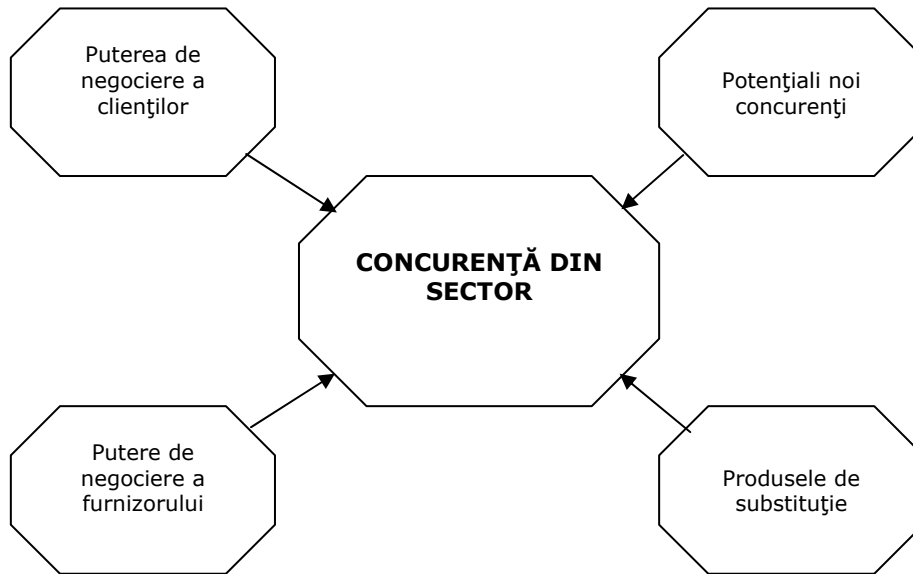 Puterea de
negociere a
clienţilor
Potenţiali noi
concurenţi
CONCURENŢĂ DIN
SECTOR
Putere de
negociere a
furnizorului
Produsele de
substituţie